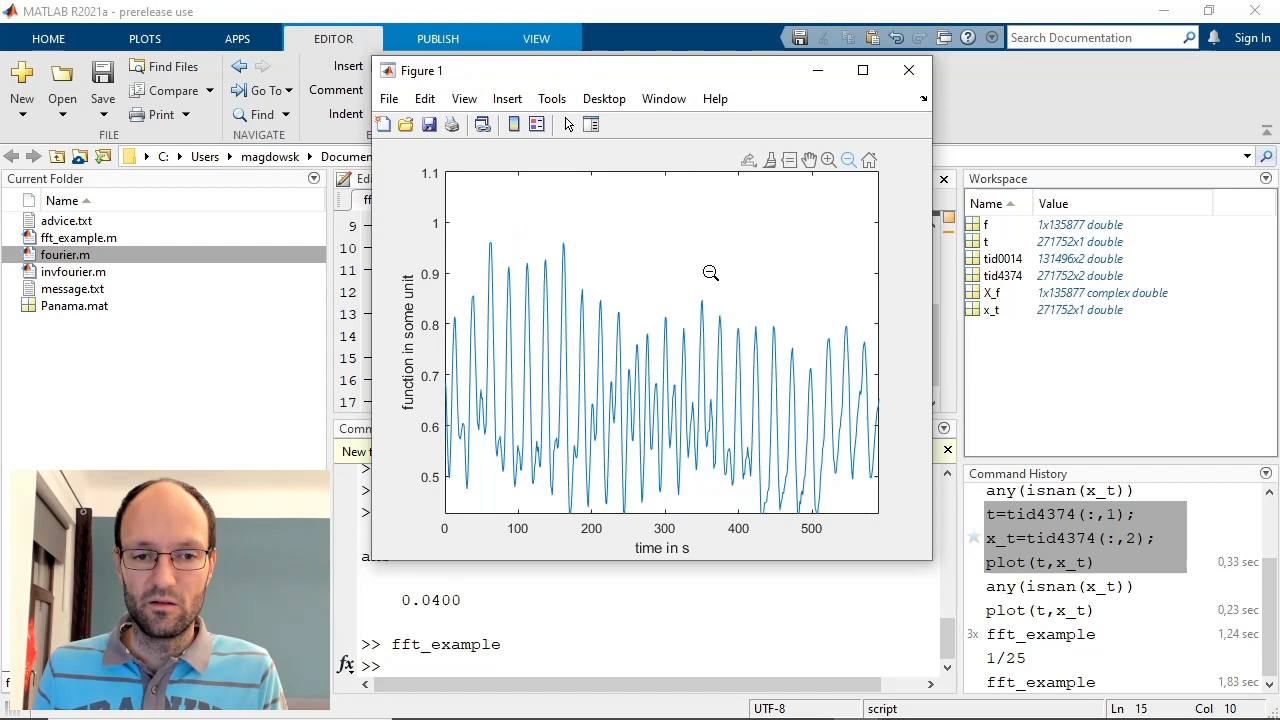 MATLAB R2021a - prerelease use
HOME PLOTS APPS EDITOR PUBLISH VIEW
Search Documentation
Sign In
New
Open
Save
Find Files
Compare
Print
FILE
Go To
Find
NAVIGATE
Insert
Comment
Indent
C: Users magdowsk
Current Folder
Name
advice.txt
fft_example.m
fourier.m
invfourier.m
message.txt
Panama.mat
9
10
11
12
13
14
15
16
17
Figure 1
File Edit View Insert Tools Desktop Window Help
1.1
1
0.9
0.8
0.7
0.6
0.5
function in some unit
0 100 200 300 400 500
time in s
0.0400
>> fft_example
fx >>
Workspace
Name Value
f 1x135877 double
t 271752x1 double
tid0014 131496x2 double
tid4374 271752x2 double
X_f 1x135877 complex double
x_t 271752x1 double
Command History
any(isnan(x_t))
t=tid4374(:,1);
x_t=tid4374(:,2);
plot(t,x_t) 0,33 sec
any(isnan(x_t))
plot(t,x_t) 0,23 sec
3x fft_example 1,24 sec
1/25
fft_example 1,83 sec
UTF-8 script Ln 15 Col 10